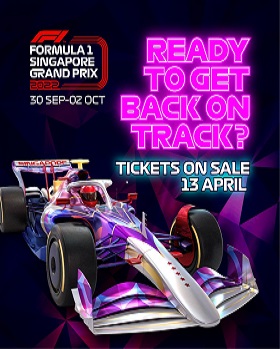 F1
FORMULA 1
SINGAPORE
GRAND PRIX
2022
30 SEP-02 OCT
READY
TO GET
BACK ON
TRACK?
TICKETS ON SALE
13 APRIL
SINGAPORE